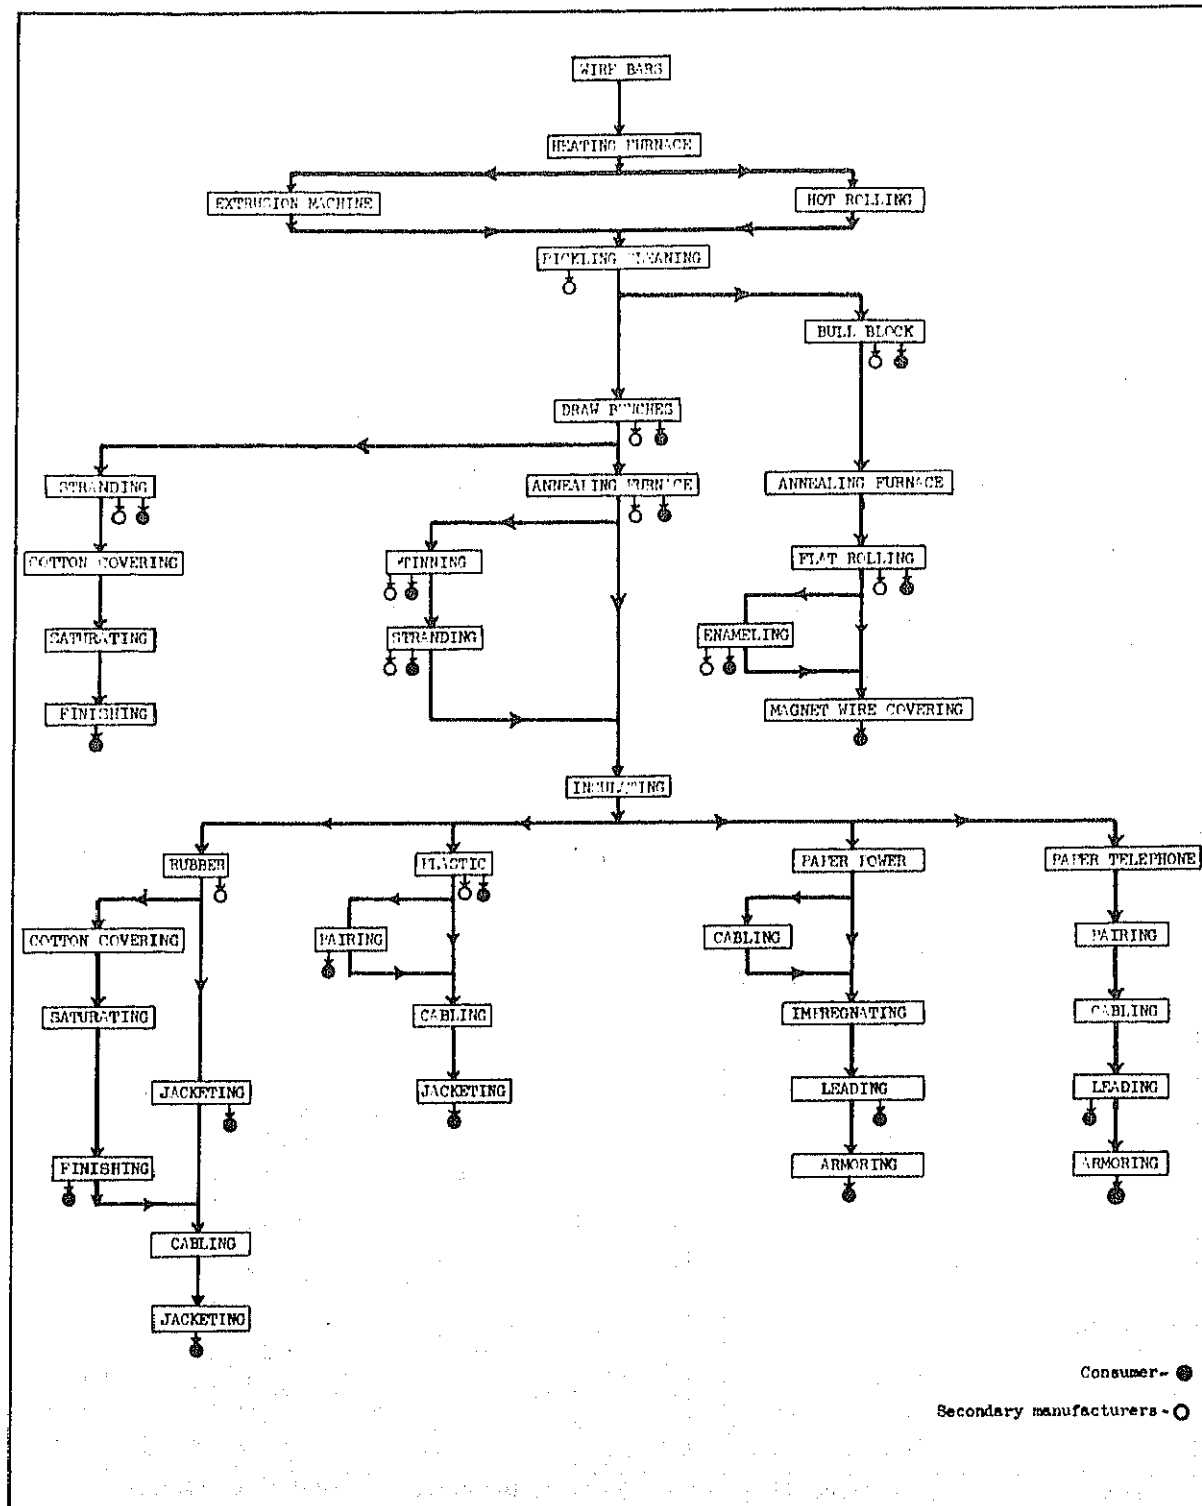 WIRE BARS
HEATING FURNACE
EXTRUSION MACHINE
HOT ROLLING
PICKLING CLEANING
BULL BLOCK
DRAW BENCHES
STRANDING
ANNEALING FURNACE
ANNEALING FURNACE
COTTON COVERING
TINNING
FLAT ROLLING
SATURATING
STRANDING
ENAMELING
FINISHING
MAGNET WIRE COVERING
INSULATING
RUBBER
PLASTIC
PAPER POWER
PAPER TELEPHONE
COTTON COVERING
PAIRING
CABLING
PAIRING
SATURATING
CABLING
IMPREGNATING
CABLING
JACKETING
JACKETING
LEADING
LEADING
FINISHING
ARMORING
ARMORING
CABLING
JACKETING
Consumer-
Secondary manufacturers-